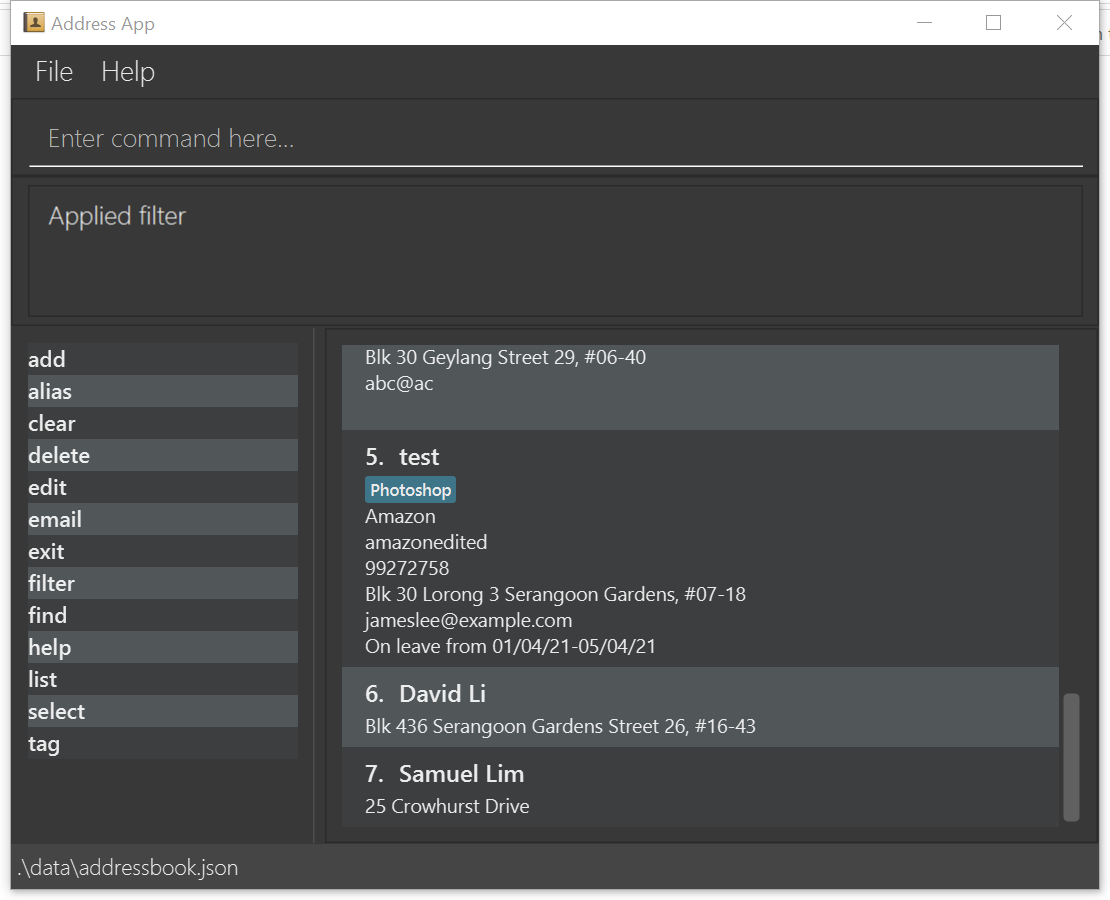 Address App
File Help
Enter command here...
Applied filter
add
alias
clear
delete
edit
email
exit
filter
find
help
list
select
tag
Blk 30 Geylang Street 29, #06-40
abc@ac
5. test
Photoshop
Amazon
amazonedited
99272758
Blk 30 Lorong 3 Serangoon Gardens, #07-18
jameslee@example.com
On leave from 01/04/21-05/04/21
6. David Li
Blk 436 Serangoon Gardens Street 26, #16-43
7. Samuel Lim
25 Crowhurst Drive
.\data\addressbook.json